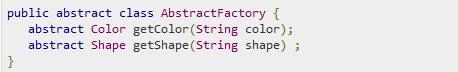 public abstract class AbstractFactory {
   abstract Color getColor(String color);
   abstract Shape getShape(String shape) ;
}